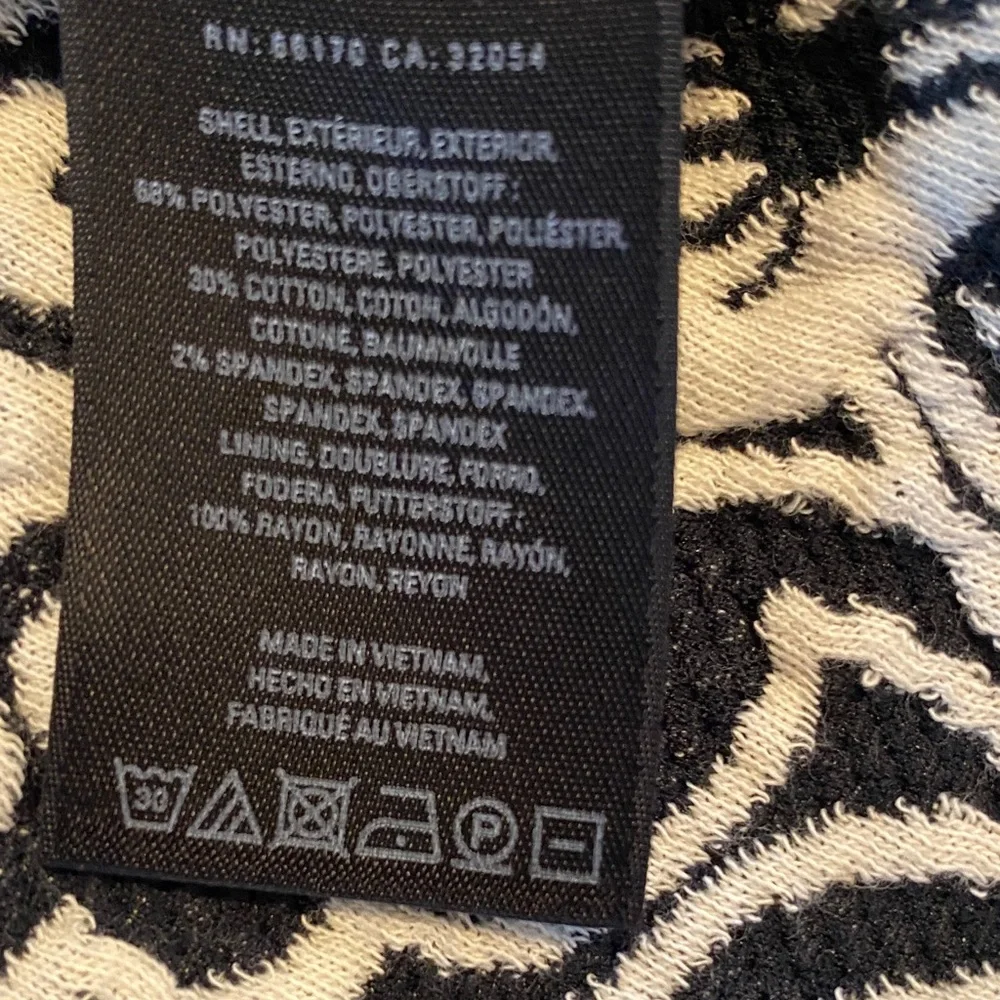 RN: 66170 CA: 32054
SHELL, EXTÉRIEUR, EXTERIOR,
ESTERNO, OBERSTOFF:
68% POLYESTER, POLYESTER, POLIÉSTER,
POLYESTERE, POLYESTER
30% COTTON, COTON, ALGODÓN,
COTONE, BAUMWOLLE
2% SPANDEX, SPANDEX, SPANDEX,
SPANDEX, SPANDEX
LINING, DOUBLURE, FORRO,
FODERA, FUTTERSTOFF:
100% RAYON, RAYONNE, RAYÓN,
RAYON, REYON
MADE IN VIETNAM,
HECHO EN VIETNAM,
FABRIQUÉ AU VIETNAM
30 P